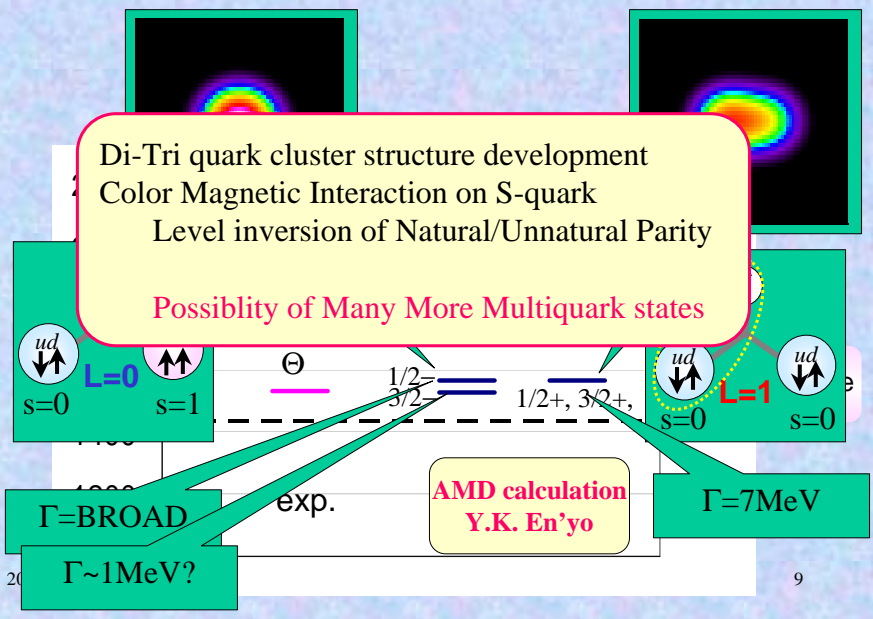 Di-Tri quark cluster structure development
Color Magnetic Interaction on S-quark
Level inversion of Natural/Unnatural Parity
Possiblity of Many More Multiquark states
ud
L=0
s=0 s=1
Θ
1/2−
3/2−
1/2+, 3/2+,
ud
ud
L=1
s=0 s=0
e
exp.
AMD calculation
Y.K. En’yo
Γ=BROAD
Γ=7MeV
Γ~1MeV?
9